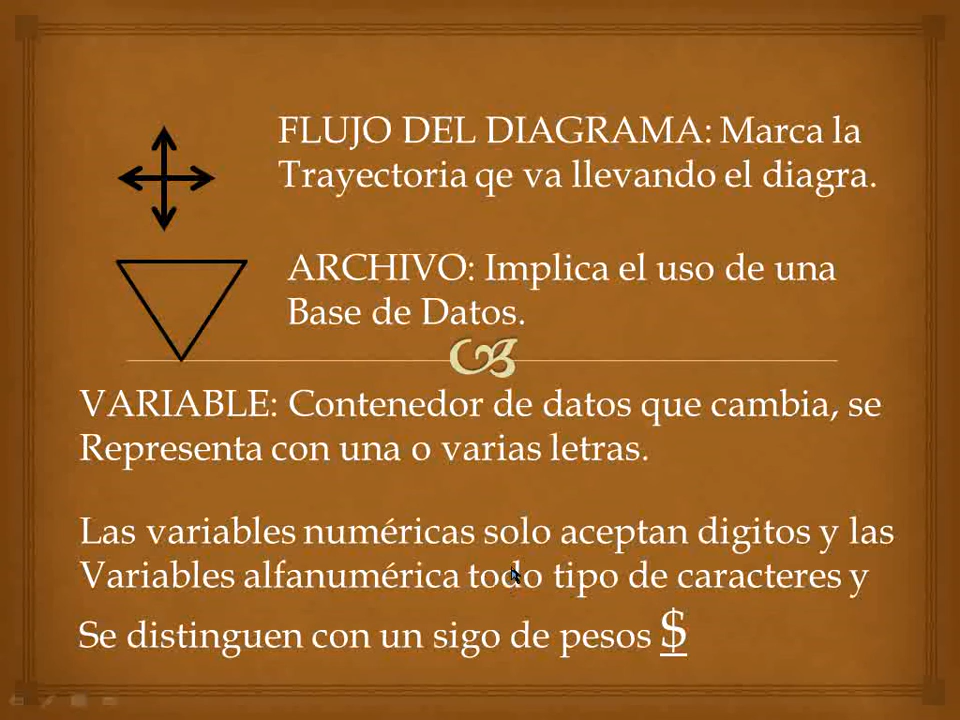 FLUJO DEL DIAGRAMA: Marca la
Trayectoria qe va llevando el diagra.
ARCHIVO: Implica el uso de una
Base de Datos.
VARIABLE: Contenedor de datos que cambia, se
Representa con una o varias letras.
Las variables numéricas solo aceptan digitos y las
Variables alfanumérica todo tipo de caracteres y
Se distinguen con un sigo de pesos $